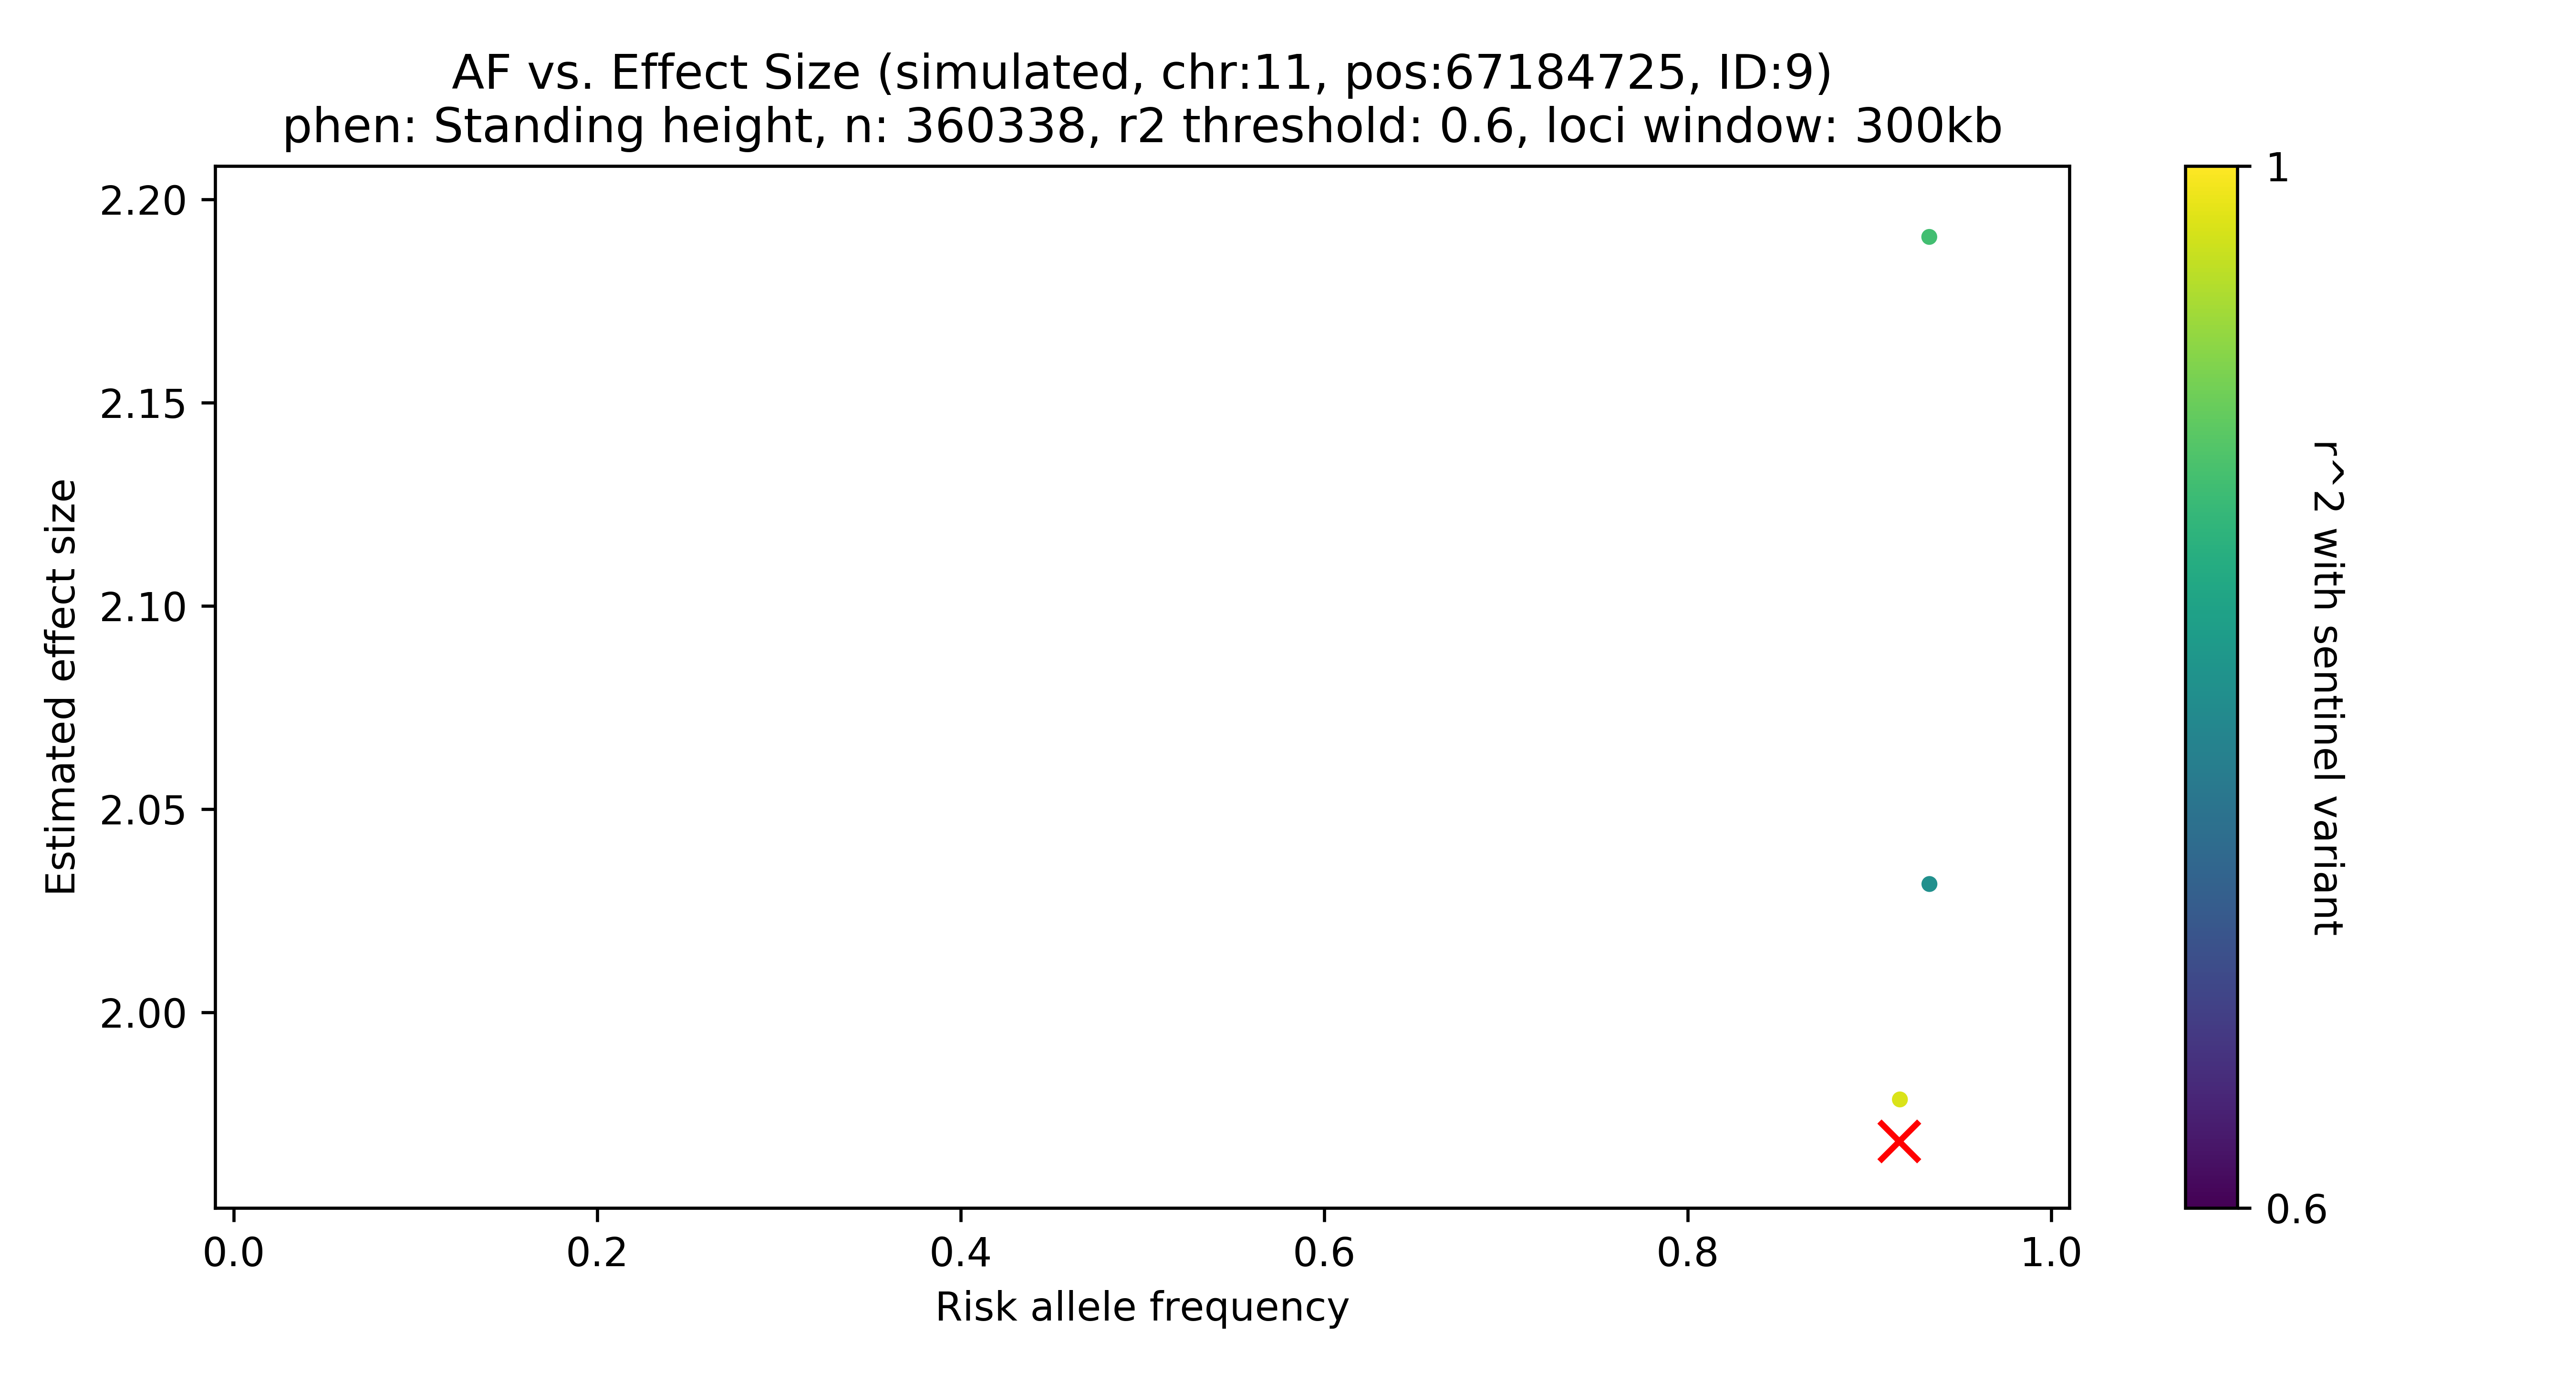 AF vs. Effect Size (simulated, chr:11, pos:67184725, ID:9)
phen: Standing height, n: 360338, r2 threshold: 0.6, loci window: 300kb
Estimated effect size
2.20
2.15
2.10
2.05
2.00
0.0
0.2
0.4
0.6
0.8
1.0
Risk allele frequency
1
0.6
r^2 with sentinel variant